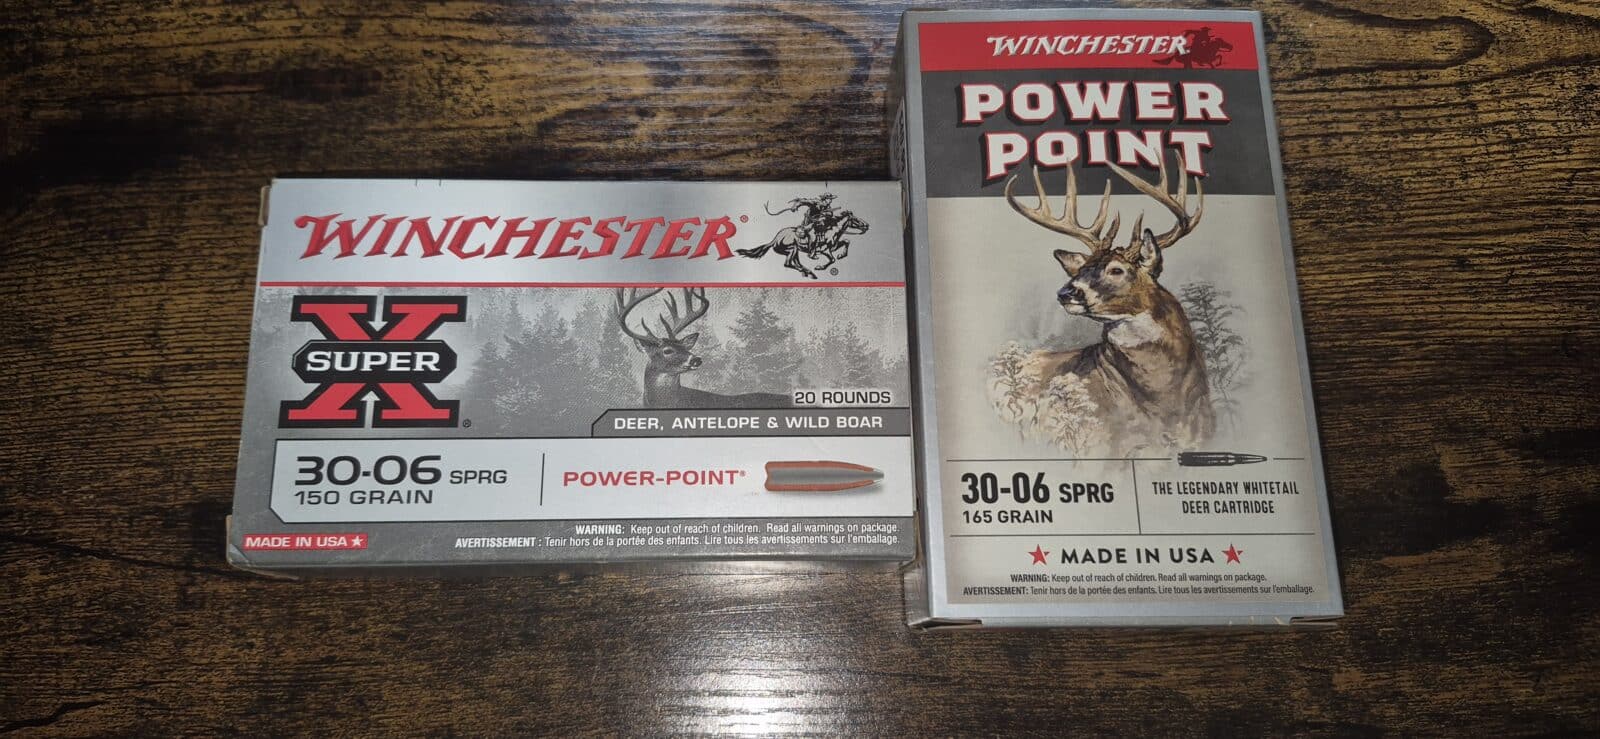 WINCHESTER®
®
X
SUPER
®
20 ROUNDS
DEER, ANTELOPE & WILD BOAR
30-06 SPRG
150 GRAIN
POWER-POINT®
MADE IN USA
WARNING: Keep out of reach of children. Read all warnings on package.
AVERTISSEMENT : Tenir hors de la portée des enfants. Lire tous les avertissements sur l'emballage.
WINCHESTER
POWER
POINT
30-06 SPRG
165 GRAIN
THE LEGENDARY WHITETAIL
DEER CARTRIDGE
MADE IN USA
WARNING: Keep out of reach of children. Read all warnings on package.
AVERTISSEMENT: Tenir hors de la portée des enfants. Lire tous les avertissements sur l'emballage.